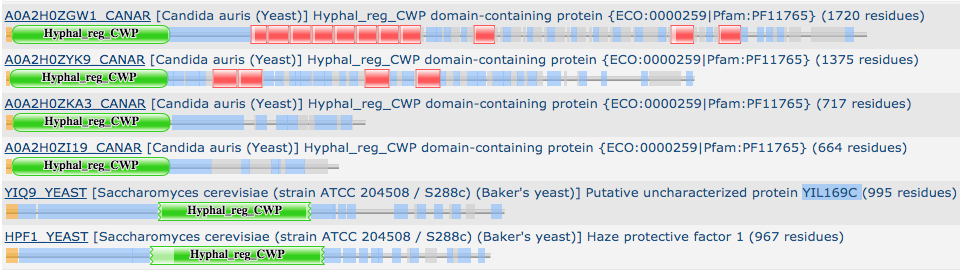 A0A2H0ZGW1_CANAR [Candida auris (Yeast)] Hyphal_reg_CWP domain-containing protein {ECO:0000259|Pfam:PF11765} (1720 residues)
Hyphal_reg_CWP
A0A2H0ZYK9_CANAR [Candida auris (Yeast)] Hyphal_reg_CWP domain-containing protein {ECO:0000259|Pfam:PF11765} (1375 residues)
Hyphal_reg_CWP
A0A2H0ZKA3_CANAR [Candida auris (Yeast)] Hyphal_reg_CWP domain-containing protein {ECO:0000259|Pfam:PF11765} (717 residues)
Hyphal_reg_CWP
A0A2H0ZI19_CANAR [Candida auris (Yeast)] Hyphal_reg_CWP domain-containing protein {ECO:0000259|Pfam:PF11765} (664 residues)
Hyphal_reg_CWP
YIQ9_YEAST [Saccharomyces cerevisiae (strain ATCC 204508 / S288c) (Baker's yeast)] Putative uncharacterized protein YIL169C (995 residues)
Hyphal_reg_CWP
HPF1_YEAST [Saccharomyces cerevisiae (strain ATCC 204508 / S288c) (Baker's yeast)] Haze protective factor 1 (967 residues)
Hyphal_reg_CWP